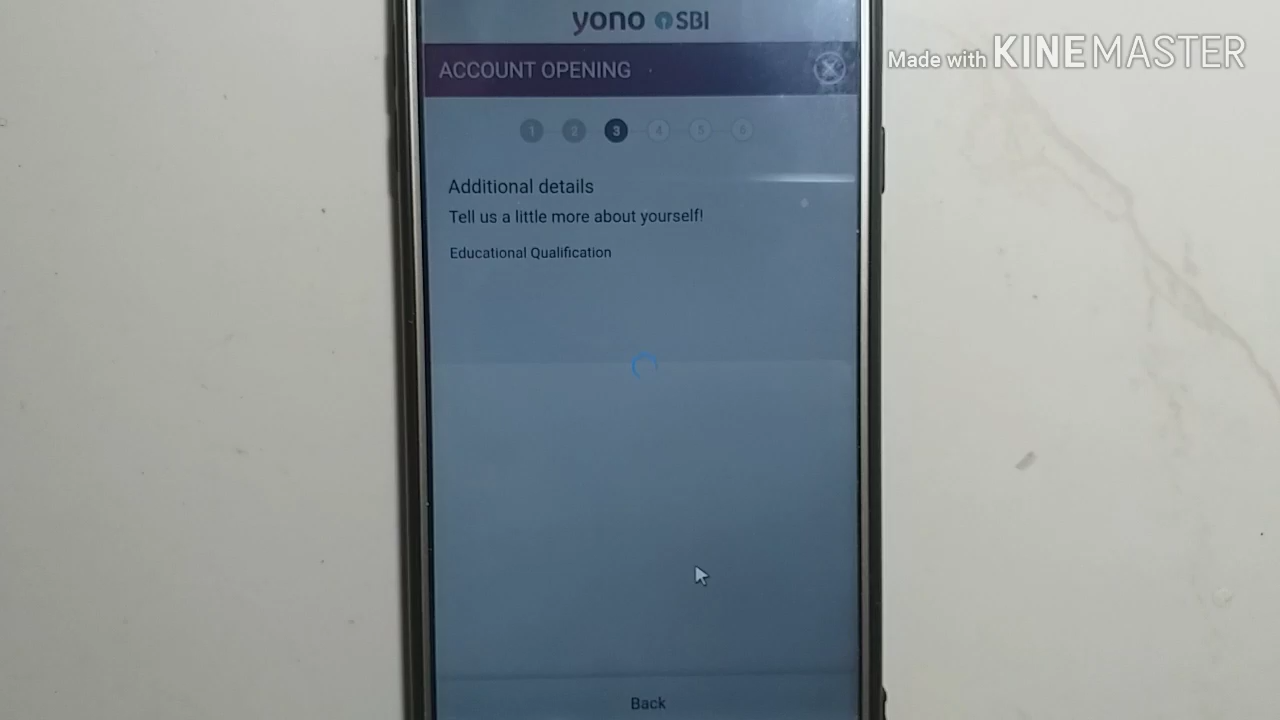 yono SBI
Made with KINEMASTER
ACCOUNT OPENING
1 2 3 4 5 6
Additional details
Tell us a little more about yourself!
Educational Qualification
Back